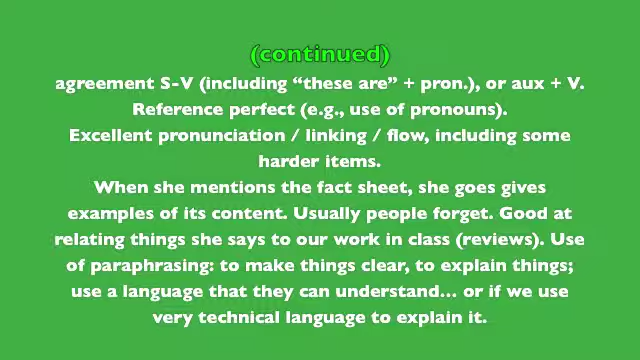 (continued)
agreement S-V (including “these are” + pron.), or aux + V.
Reference perfect (e.g., use of pronouns).
Excellent pronunciation / linking / flow, including some
harder items.
When she mentions the fact sheet, she goes gives
examples of its content. Usually people forget. Good at
relating things she says to our work in class (reviews). Use
of paraphrasing: to make things clear, to explain things;
use a language that they can understand… or if we use
very technical language to explain it.